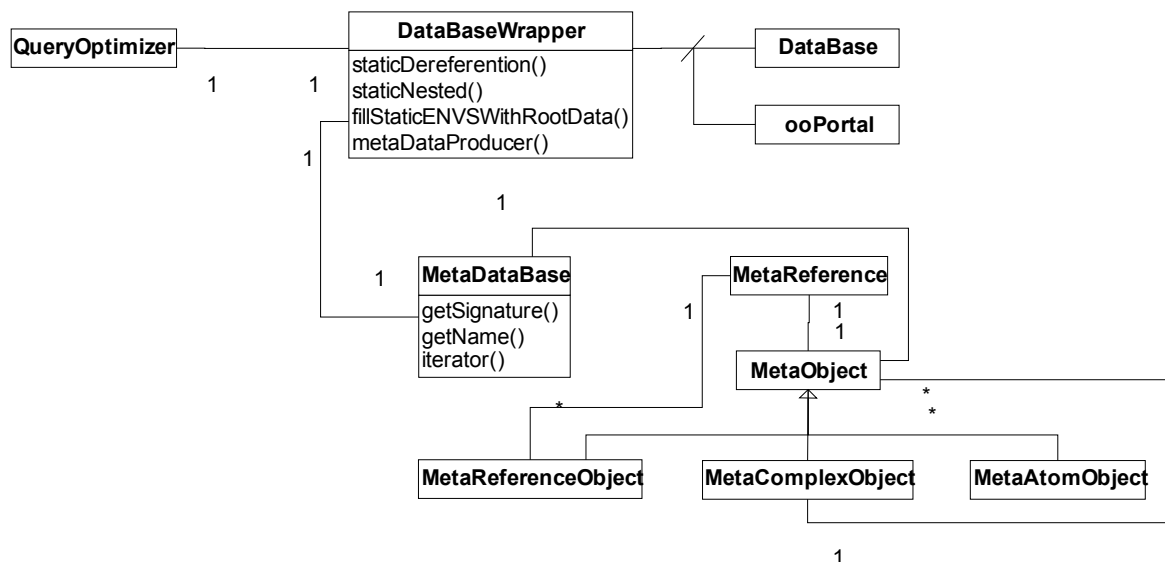 QueryOptimizer
1
1
DataBaseWrapper
staticDereferention()
staticNested()
fillStaticENVSWithRootData()
metaDataProducer()
DataBase
ooPortal
1
1
1
MetaDataBase
getSignature()
getName()
iterator()
MetaReference
1
1
1
MetaObject
*
*
*
MetaReferenceObject
MetaComplexObject
MetaAtomObject
1